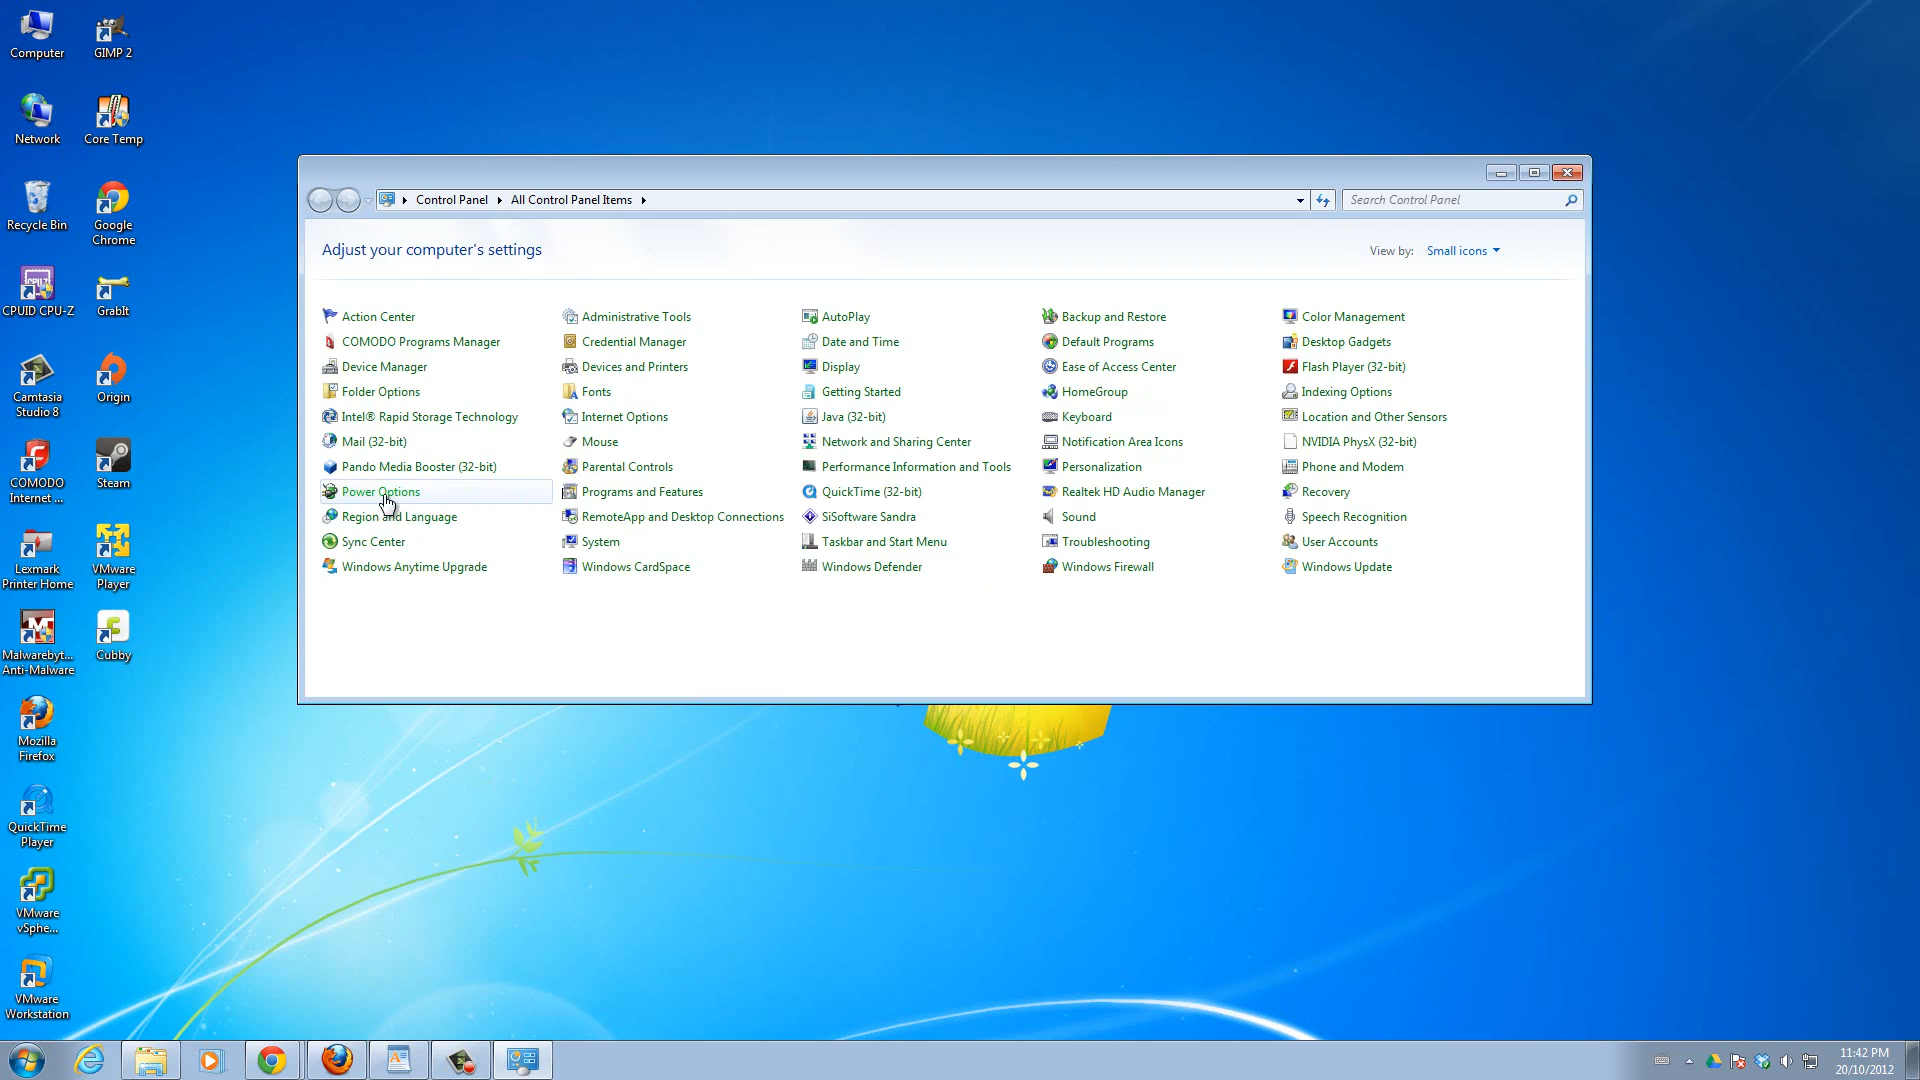 Computer
GIMP 2
Network
Core Temp
Recycle Bin
Google
Chrome
CPUID CPU-Z
GrabIt
Camtasia
Studio 8
Origin
COMODO
Internet ...
Steam
Lexmark
Printer Home
VMware
Player
Malwarebyt...
Anti-Malware
Cubby
Mozilla
Firefox
QuickTime
Player
VMware
vSphe...
VMware
Workstation
Control Panel
All Control Panel Items
Search Control Panel
Adjust your computer's settings
View by: Small icons
Action Center
Administrative Tools
AutoPlay
Backup and Restore
Color Management
COMODO Programs Manager
Credential Manager
Date and Time
Default Programs
Desktop Gadgets
Device Manager
Devices and Printers
Display
Ease of Access Center
Flash Player (32-bit)
Folder Options
Fonts
Getting Started
HomeGroup
Indexing Options
Intel® Rapid Storage Technology
Internet Options
Java (32-bit)
Keyboard
Location and Other Sensors
Mail (32-bit)
Mouse
Network and Sharing Center
Notification Area Icons
NVIDIA PhysX (32-bit)
Pando Media Booster (32-bit)
Parental Controls
Performance Information and Tools
Personalization
Phone and Modem
Power Options
Programs and Features
QuickTime (32-bit)
Realtek HD Audio Manager
Recovery
Region and Language
RemoteApp and Desktop Connections
SiSoftware Sandra
Sound
Speech Recognition
Sync Center
System
Taskbar and Start Menu
Troubleshooting
User Accounts
Windows Anytime Upgrade
Windows CardSpace
Windows Defender
Windows Firewall
Windows Update
11:42 PM
20/10/2012